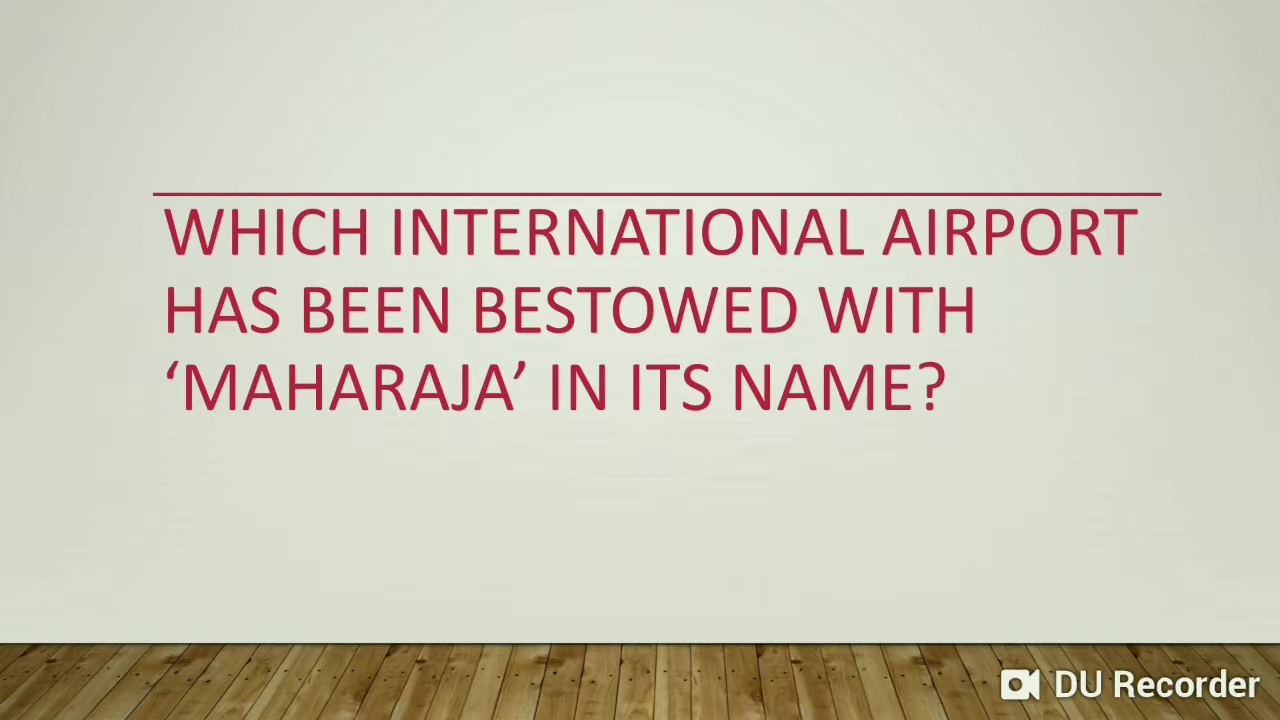 WHICH INTERNATIONAL AIRPORT
HAS BEEN BESTOWED WITH
‘MAHARAJA’ IN ITS NAME?
DU Recorder